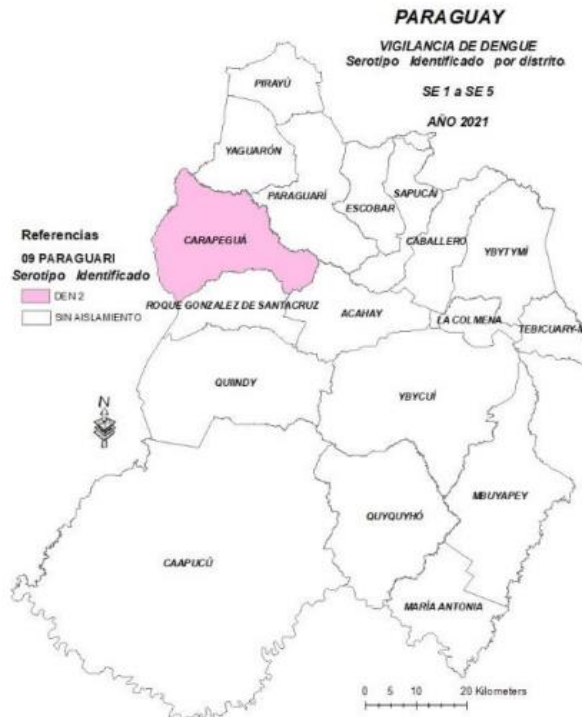 PARAGUAY
VIGILANCIA DE DENGUE
Serotipo Identificado por distrito.
SE 1 a SE 5
AÑO 2021
PIRAYÚ
YAGUARÓN
PARAGUARÍ
ESCOBAR
SAPUCAI
CABALLERO
YBYTYMÍ
CARAPEGUÁ
Referencias
09 PARAGUARI
Serotipo Identificado
DEN 2
SIN AISLAMIENTO
ROQUE GONZALEZ DE SANTACRUZ
ACAHAY
LA COLMENA
TEBICUARY-M
QUIINDY
YBYCUÍ
N
MBUYAPEY
QUYQUYHÓ
CAAPUCÚ
MARÍA ANTONIA
0 5 10 20 Kilometers